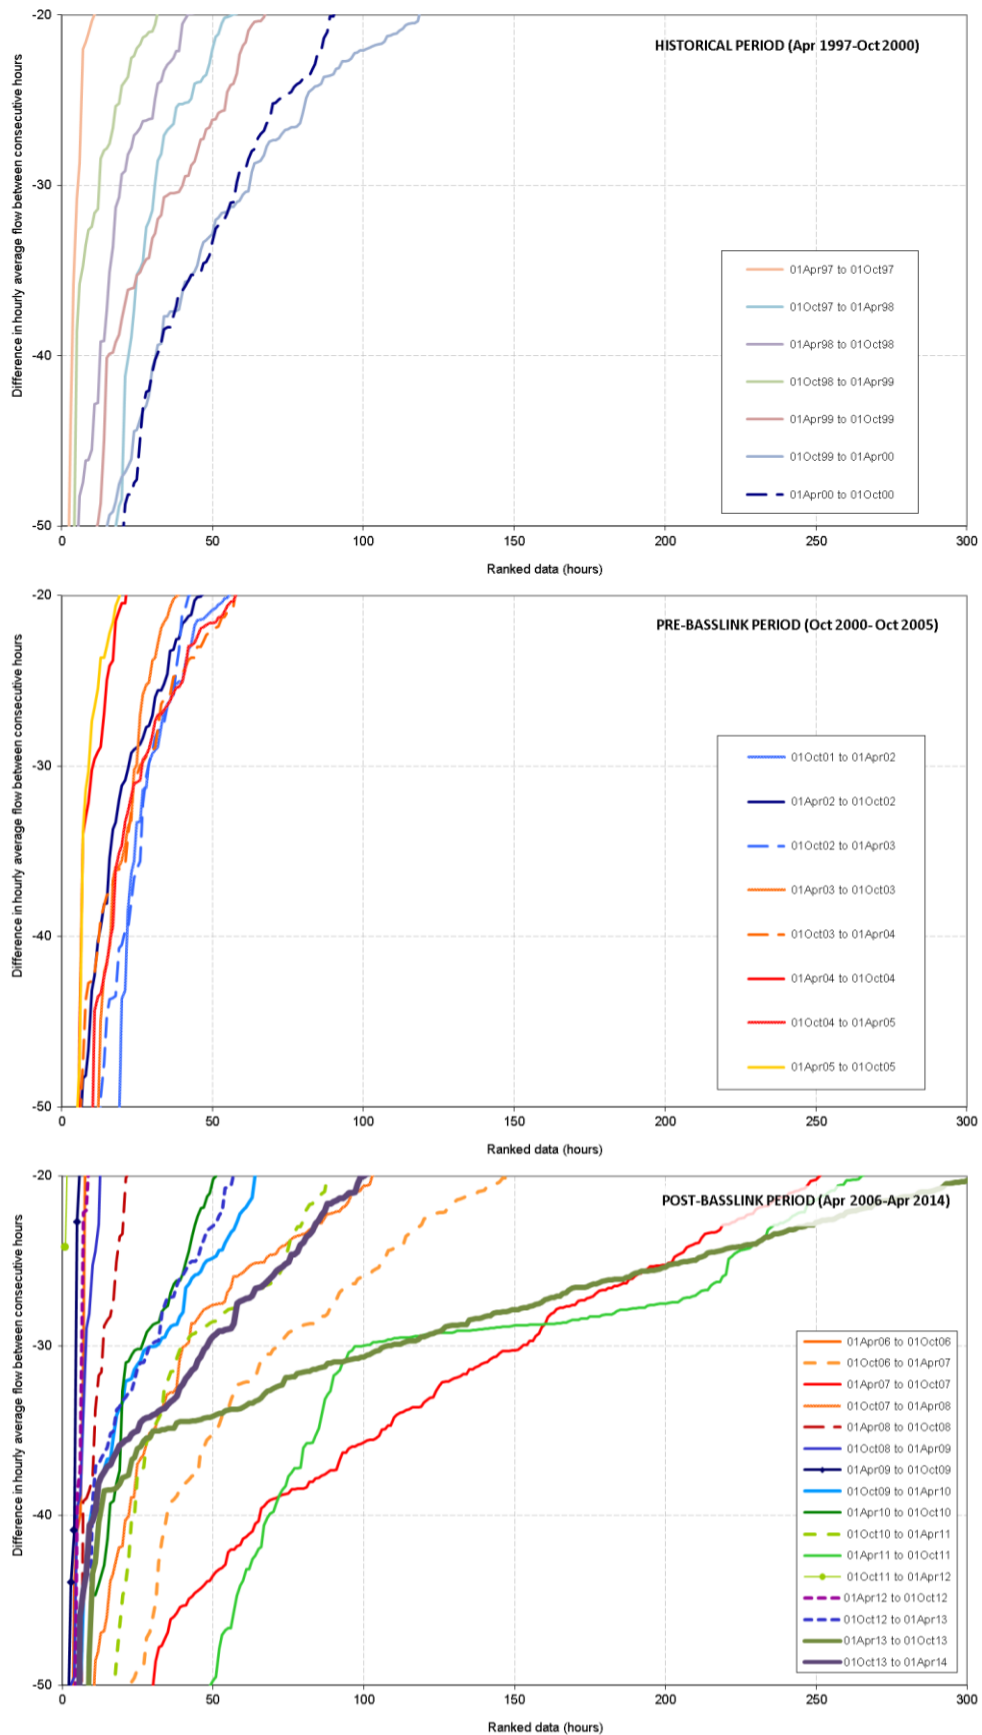 HISTORICAL PERIOD (Apr 1997-Oct 2000)
Difference in hourly average flow between consecutive hours
-20
-30
-40
-50
01Apr97 to 01Oct97
01Oct97 to 01Apr98
01Apr98 to 01Oct98
01Oct98 to 01Apr99
01Apr99 to 01Oct99
01Oct99 to 01Apr00
01Apr00 to 01Oct00
0 50 100 150 200 250 300
Ranked data (hours)
PRE-BASSLINK PERIOD (Oct 2000- Oct 2005)
Difference in hourly average flow between consecutive hours
-20
-30
-40
-50
01Oct01 to 01Apr02
01Apr02 to 01Oct02
01Oct02 to 01Apr03
01Apr03 to 01Oct03
01Oct03 to 01Apr04
01Apr04 to 01Oct04
01Oct04 to 01Apr05
01Apr05 to 01Oct05
0 50 100 150 200 250 300
Ranked data (hours)
POST-BASSLINK PERIOD (Apr 2006-Apr 2014)
Difference in hourly average flow between consecutive hours
-20
-30
-40
-50
01Apr06 to 01Oct06
01Oct06 to 01Apr07
01Apr07 to 01Oct07
01Oct07 to 01Apr08
01Apr08 to 01Oct08
01Oct08 to 01Apr09
01Apr09 to 01Oct09
01Oct09 to 01Apr10
01Apr10 to 01Oct10
01Oct10 to 01Apr11
01Apr11 to 01Oct11
01Oct11 to 01Apr12
01Apr12 to 01Oct12
01Oct12 to 01Apr13
01Apr13 to 01Oct13
01Oct13 to 01Apr14
0 50 100 150 200 250 300
Ranked data (hours)